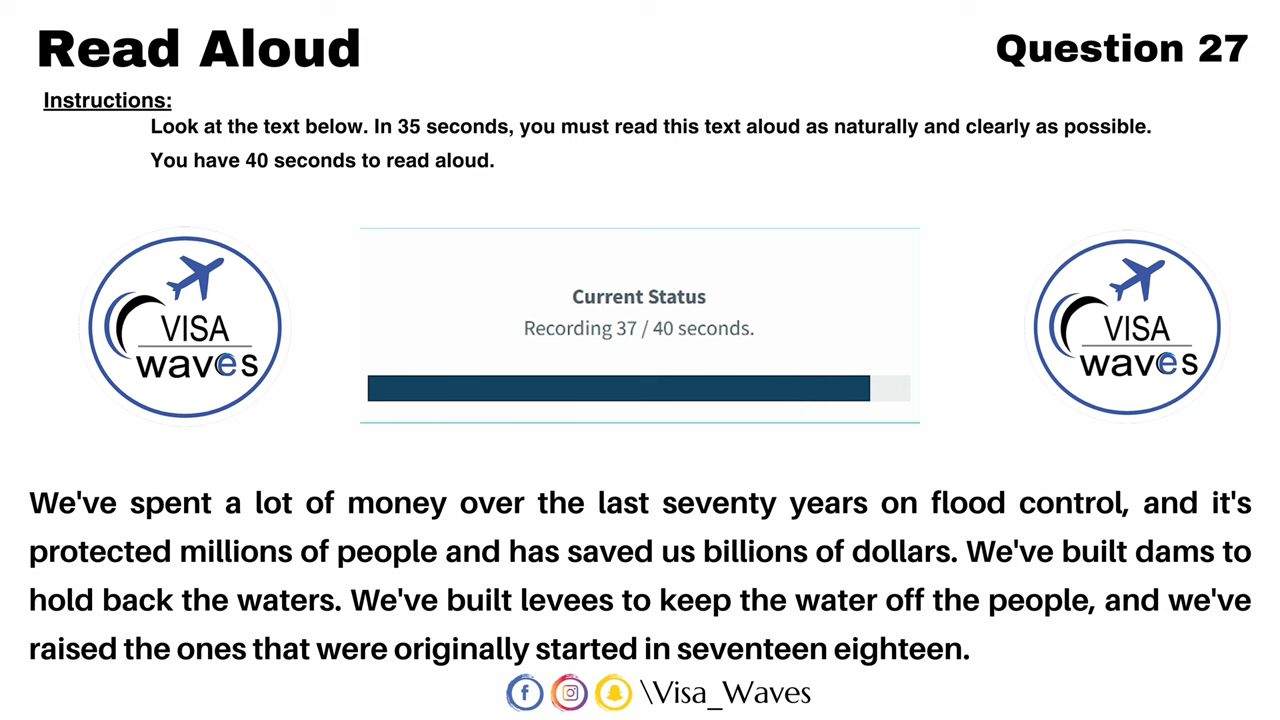 Read Aloud
Question 27
Instructions:
Look at the text below. In 35 seconds, you must read this text aloud as naturally and clearly as possible.
You have 40 seconds to read aloud.
VISA
waves
Current Status
Recording 37 / 40 seconds.
VISA
waves
We've spent a lot of money over the last seventy years on flood control, and it's
protected millions of people and has saved us billions of dollars. We've built dams to
hold back the waters. We've built levees to keep the water off the people, and we've
raised the ones that were originally started in seventeen eighteen.
\Visa_Waves